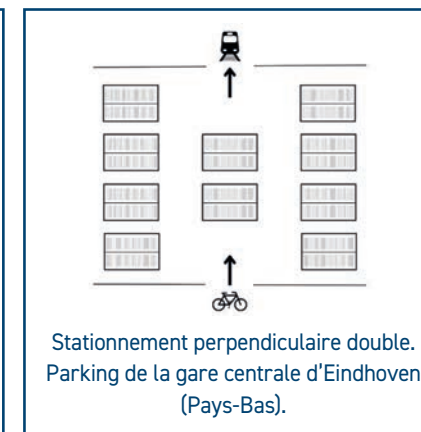 Stationnement perpendiculaire double.
Parking de la gare centrale d’Eindhoven
(Pays-Bas).